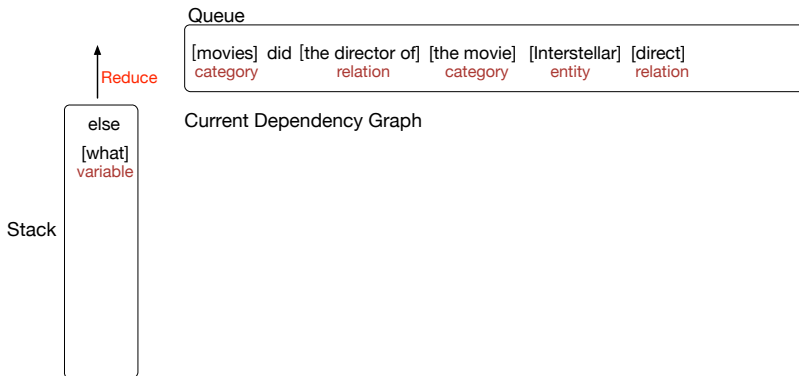 Queue
[movies] did [the director of] [the movie] [Interstellar] [direct]
category relation category entity relation
Reduce
else
Current Dependency Graph
[what]
variable
Stack